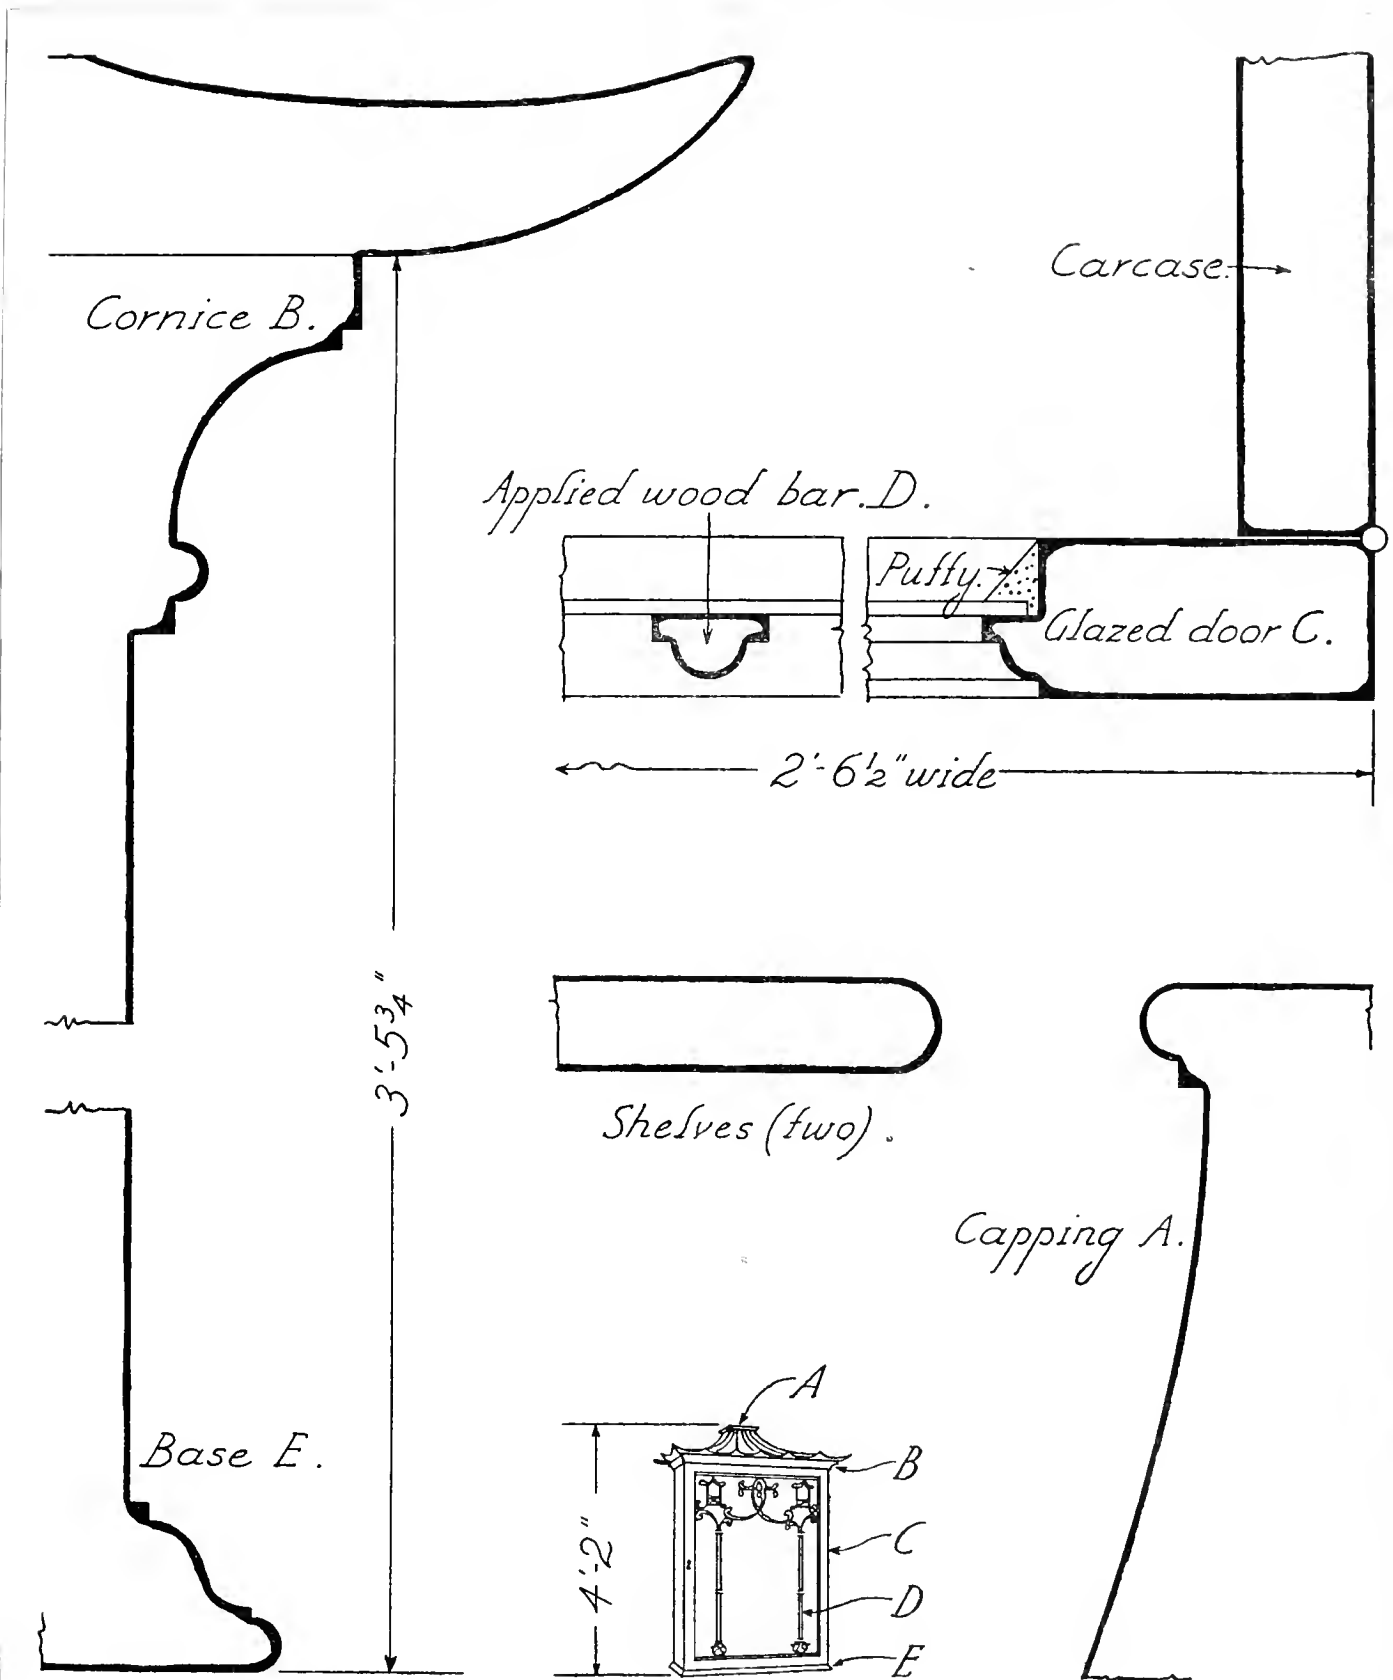 Cornice B.
Carcase.
Applied wood bar. D.
Putty.
Glazed door C.
2'-6½" wide
3'-5¾"
Shelves (two).
Capping A.
Base E.
4'-2"
A
B
C
D
E